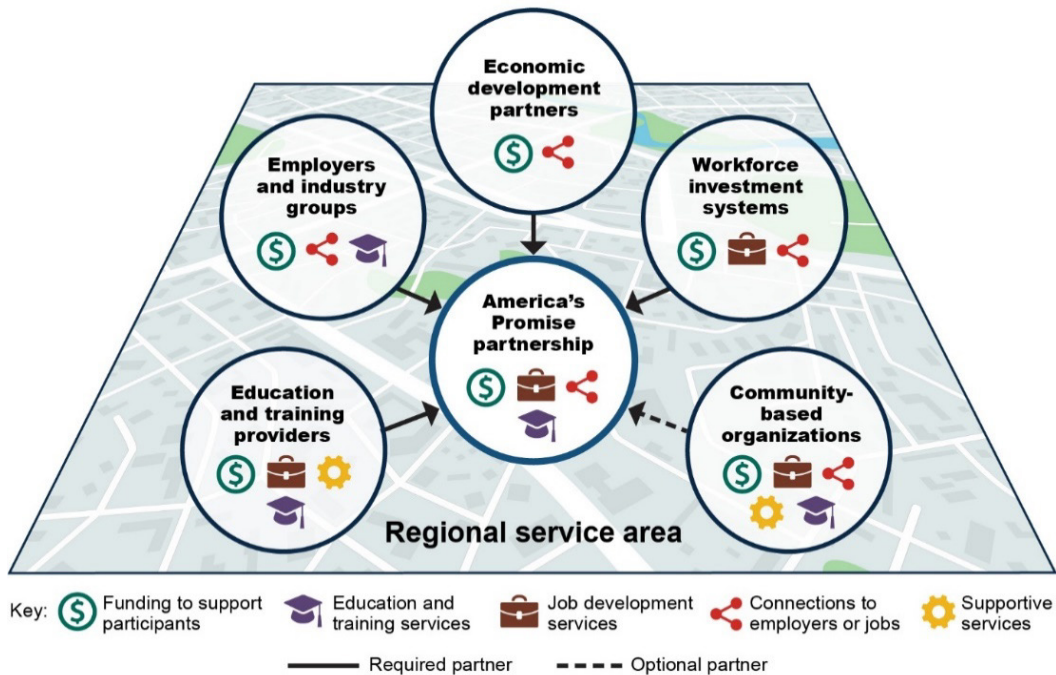 Economic
development
partners
Employers
and industry
groups
Workforce
investment
systems
America's
Promise
partnership
Education
and training
providers
Community-
based
organizations
Regional service area
Key:
Funding to support
participants
Education and
training services
Job development
services
Connections to
employers or jobs
Supportive
services
Required partner
Optional partner